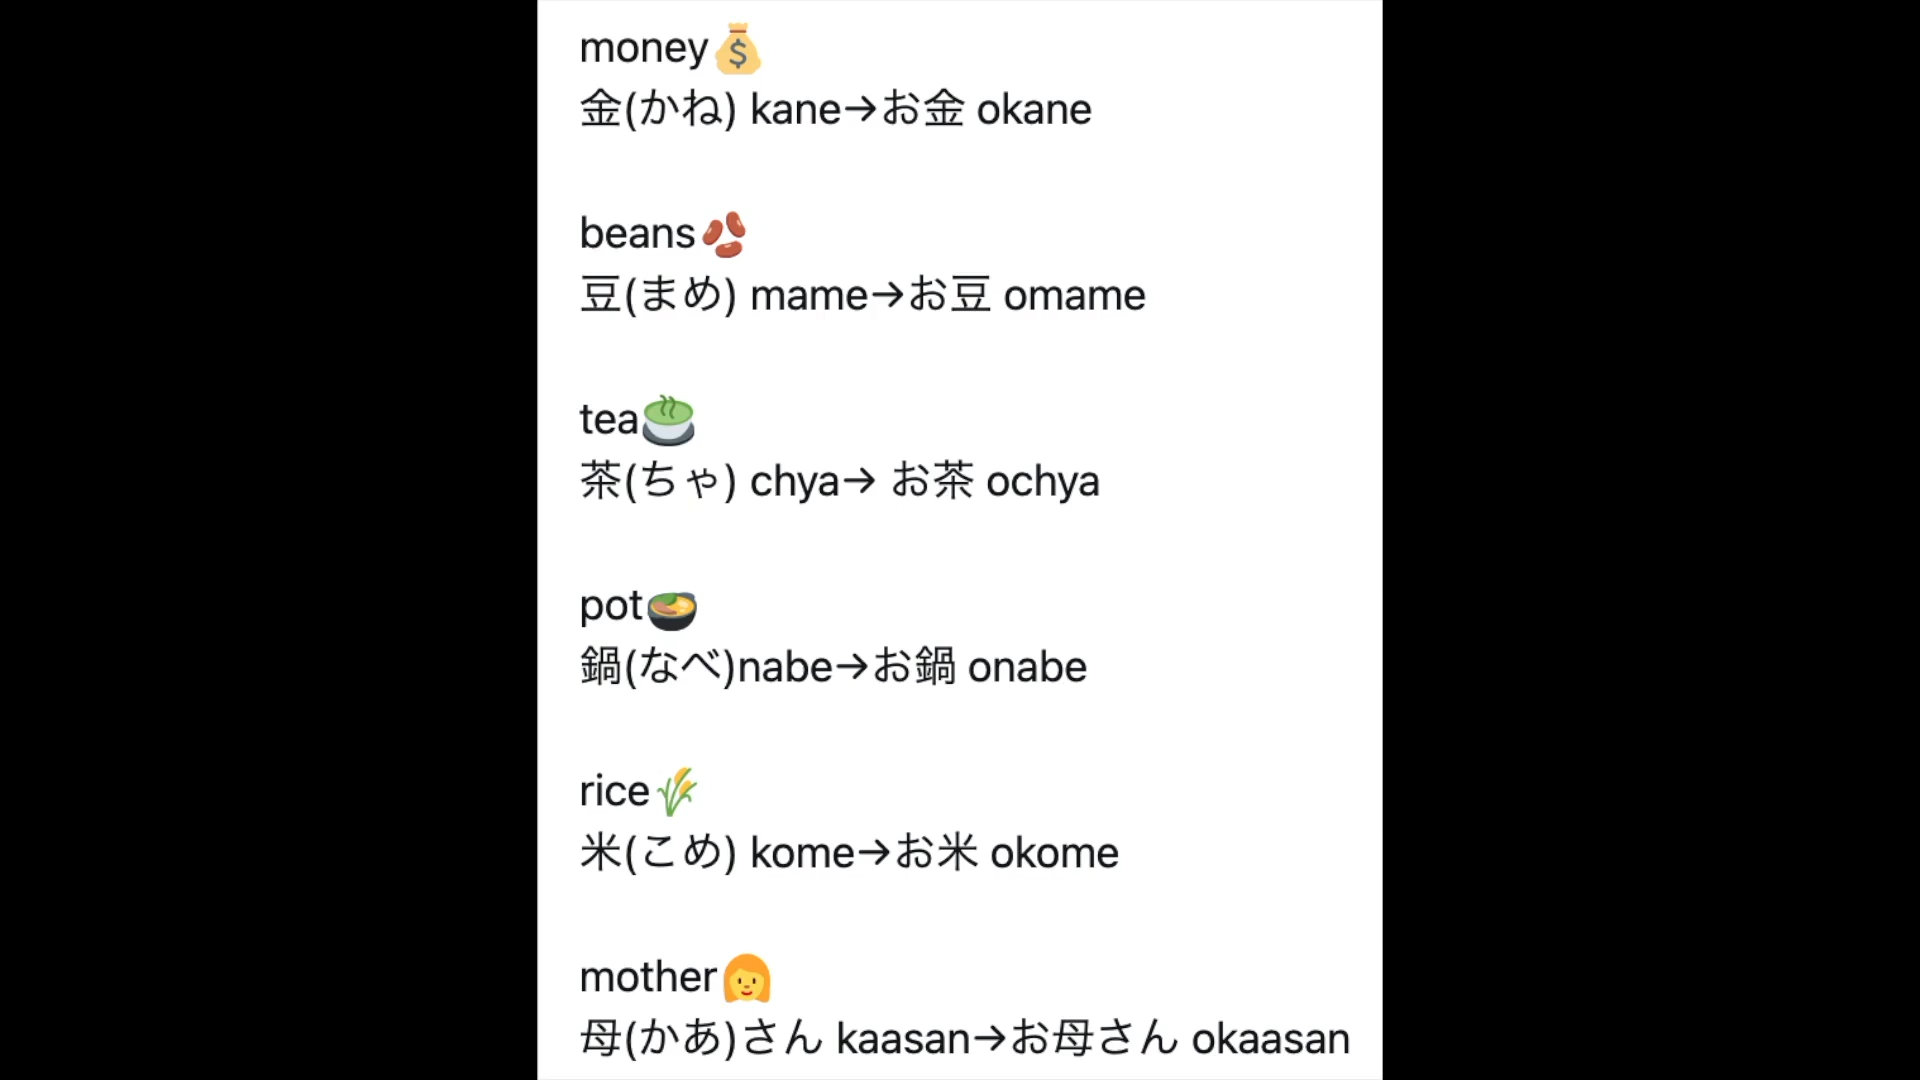 money💰
金(かね) kane→お金 okane
beans🫘
豆(まめ) mame→お豆 omame
tea🍵
茶(ちゃ) chya→ お茶 ochya
pot🍲
鍋(なべ)nabe→お鍋 onabe
rice🌾
米(こめ) kome→お米 okome
mother👩
母(かあ)さん kaasan→お母さん okaasan